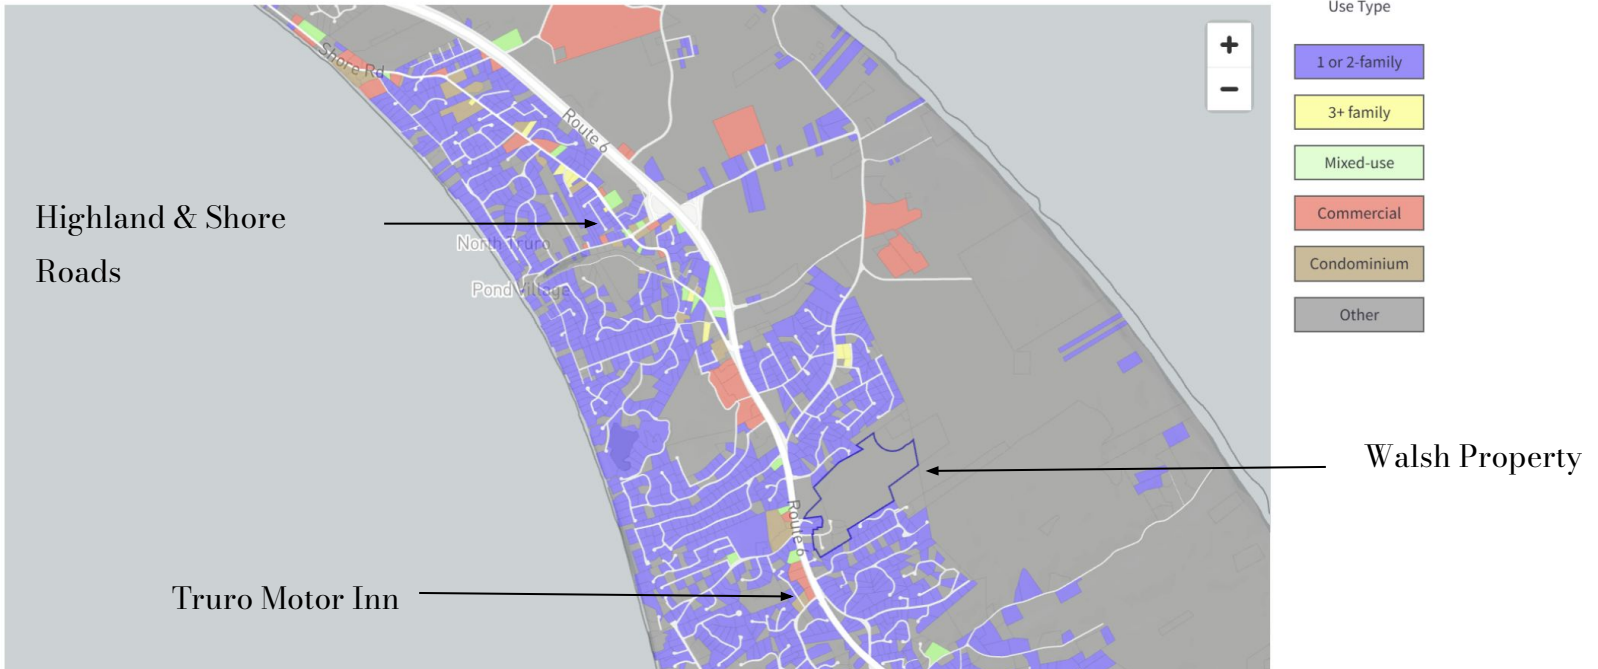 Use Type
1 or 2-family
3+ family
Mixed-use
Commercial
Condominium
Other
+
−
Shore Rd
Route 6
Highland & Shore
Roads
North Truro
Pond Village
Walsh Property
Route 6
Truro Motor Inn